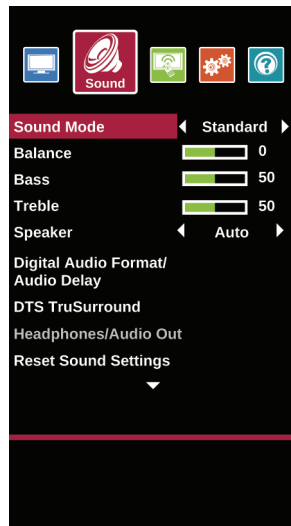 Sound
Sound Mode Standard
Balance 0
Bass 50
Treble 50
Speaker Auto
Digital Audio Format/
Audio Delay
DTS TruSurround
Headphones/Audio Out
Reset Sound Settings